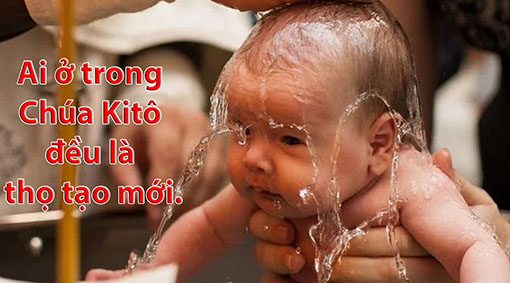 Ai ở trong
Chúa Kitô
đều là
thọ tạo mới.